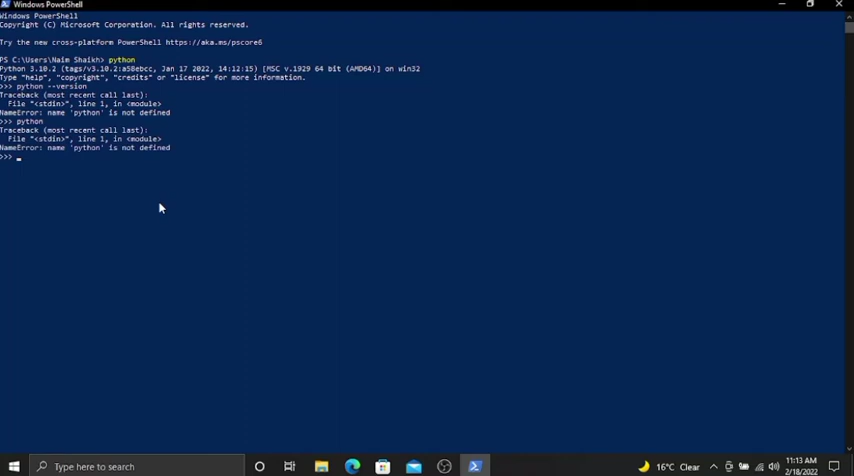 Windows PowerShell
Windows PowerShell
Copyright (C) Microsoft Corporation. All rights reserved.
Try the new cross-platform PowerShell https://aka.ms/pscore6
PS C:\Users\Naim Shaikh> python
Python 3.10.2 (tags/v3.10.2:a58ebcc, Jan 17 2022, 14:12:15) [MSC v.1929 64 bit (AMD64)] on win32
Type "help", "copyright", "credits" or "license" for more information.
>>> python --version
Traceback (most recent call last):
  File "<stdin>", line 1, in <module>
NameError: name 'python' is not defined
>>> python
Traceback (most recent call last):
  File "<stdin>", line 1, in <module>
NameError: name 'python' is not defined
>>> _
Type here to search
16°C Clear
11:13 AM
2/18/2022